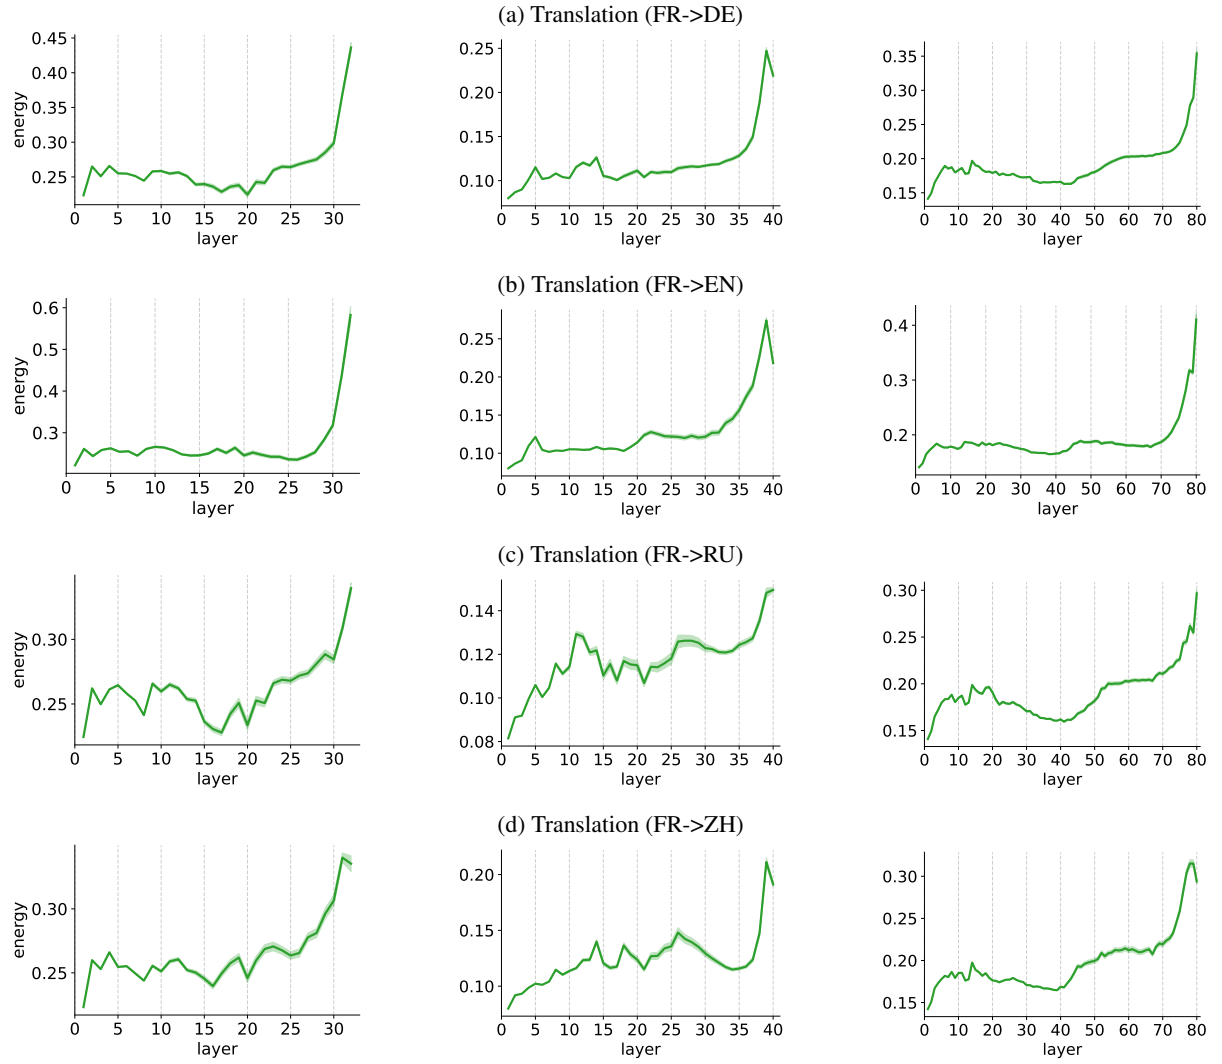 (a) Translation (FR->DE)
0.45
0.40
0.35
0.30
0.25
energy
0 5 10 15 20 25 30
layer
0.25
0.20
0.15
0.10
0 5 10 15 20 25 30 35 40
layer
0.35
0.30
0.25
0.20
0.15
0 10 20 30 40 50 60 70 80
layer
(b) Translation (FR->EN)
0.6
0.5
0.4
0.3
energy
0 5 10 15 20 25 30
layer
0.25
0.20
0.15
0.10
0 5 10 15 20 25 30 35 40
layer
0.4
0.3
0.2
0 10 20 30 40 50 60 70 80
layer
(c) Translation (FR->RU)
0.30
0.25
energy
0 5 10 15 20 25 30
layer
0.14
0.12
0.10
0.08
0 5 10 15 20 25 30 35 40
layer
0.30
0.25
0.20
0.15
0 10 20 30 40 50 60 70 80
layer
(d) Translation (FR->ZH)
0.30
0.25
energy
0 5 10 15 20 25 30
layer
0.20
0.15
0.10
0 5 10 15 20 25 30 35 40
layer
0.30
0.25
0.20
0.15
0 10 20 30 40 50 60 70 80
layer